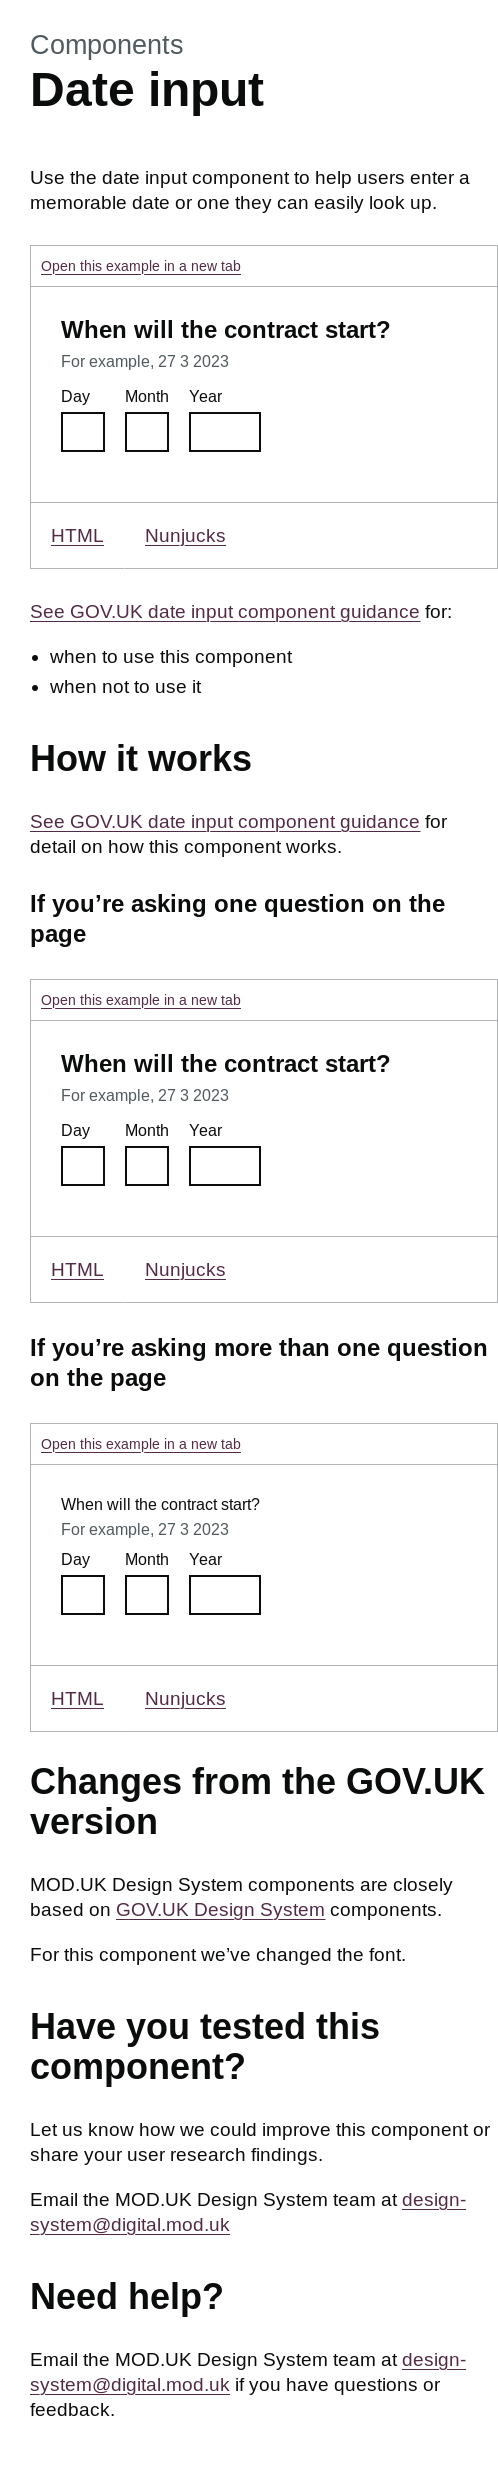 Components
Date input
Use the date input component to help users enter a
memorable date or one they can easily look up.
Open this example in a new tab
When will the contract start?
For example, 27 3 2023
Day Month Year
HTML Nunjucks
See GOV.UK date input component guidance for:
• when to use this component
• when not to use it
How it works
See GOV.UK date input component guidance for
detail on how this component works.
If you’re asking one question on the
page
Open this example in a new tab
When will the contract start?
For example, 27 3 2023
Day Month Year
HTML Nunjucks
If you’re asking more than one question
on the page
Open this example in a new tab
When will the contract start?
For example, 27 3 2023
Day Month Year
HTML Nunjucks
Changes from the GOV.UK
version
MOD.UK Design System components are closely
based on GOV.UK Design System components.
For this component we’ve changed the font.
Have you tested this
component?
Let us know how we could improve this component or
share your user research findings.
Email the MOD.UK Design System team at design-
system@digital.mod.uk
Need help?
Email the MOD.UK Design System team at design-
system@digital.mod.uk if you have questions or
feedback.